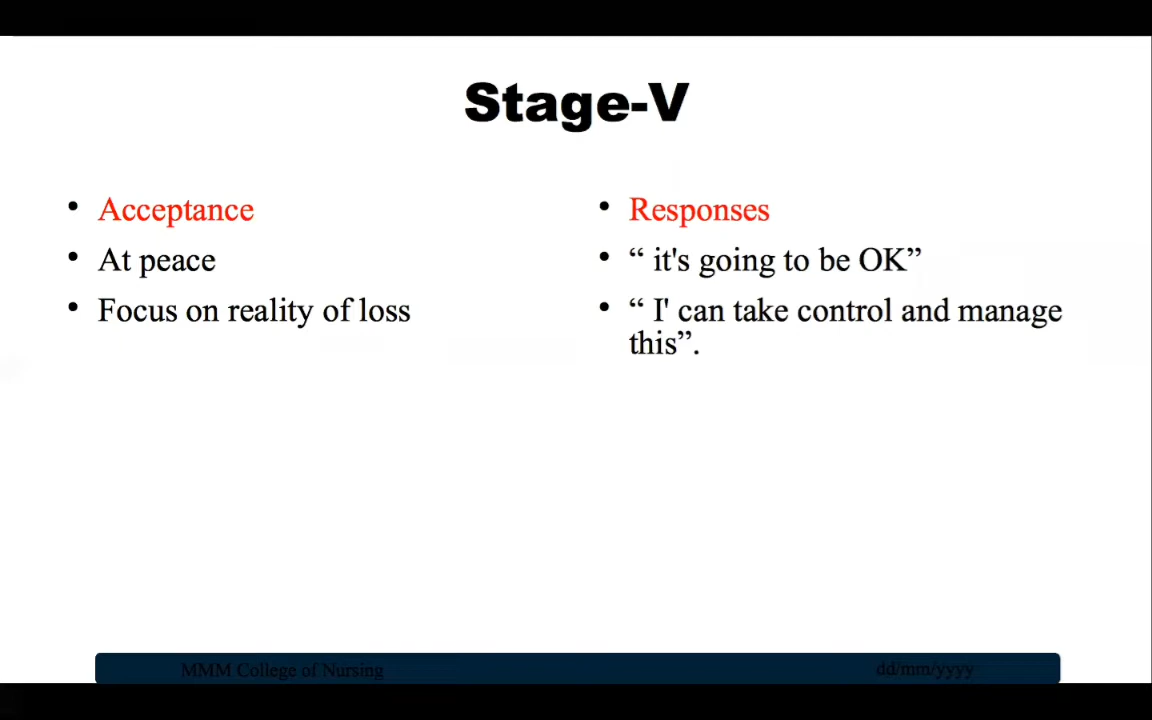 Stage-V
• Acceptance
• At peace
• Focus on reality of loss
• Responses
• “ it's going to be OK”
• “ I' can take control and manage
this”.
MMM College of Nursing
dd/mm/yyyy